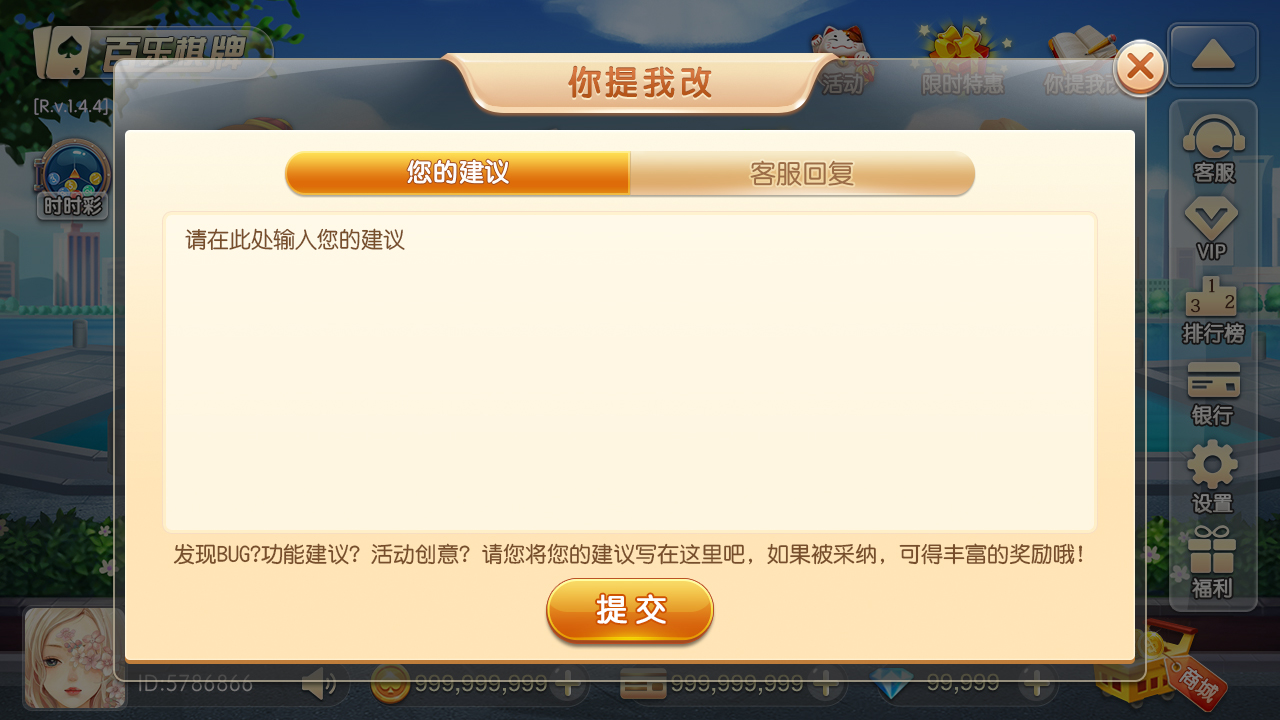 百乐棋牌
[R.v.1.4.4]
活动
限时特惠
你提我改
你提我改
您的建议
客服回复
请在此处输入您的建议
发现BUG?功能建议？活动创意？请您将您的建议写在这里吧，如果被采纳，可得丰富的奖励哦！
提交
时时彩
客服
VIP
1
3 2
排行榜
银行
设置
福利
ID.5786866
999,999,999
999,999,999
99,999
商城